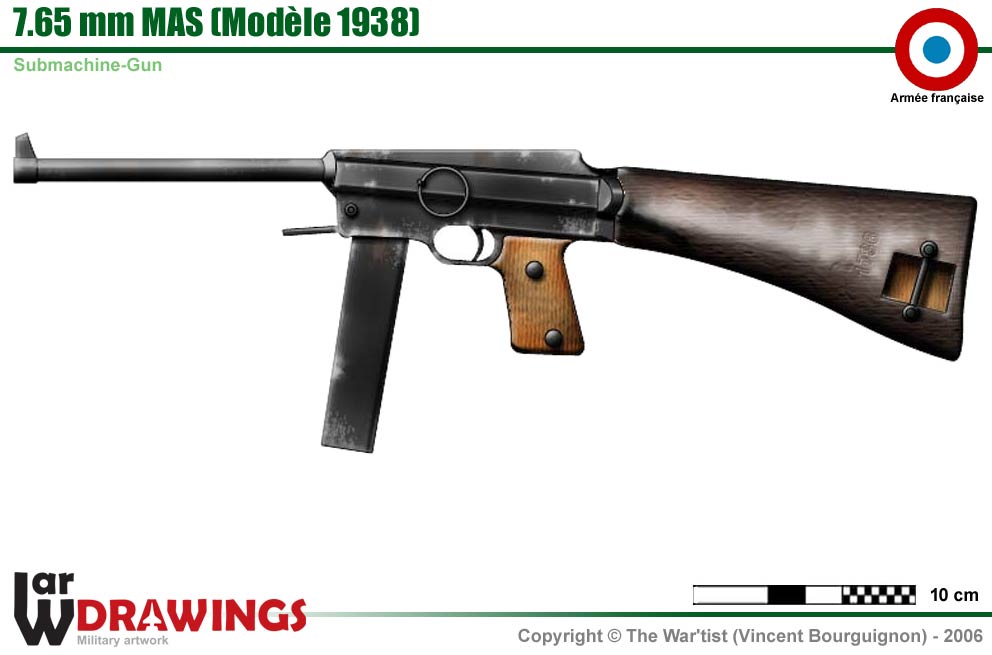 7.65 mm MAS (Modèle 1938)
Submachine-Gun
Armée française
10 cm
War
DRAWINGS
Military artwork
Copyright © The War'tist (Vincent Bourguignon) - 2006